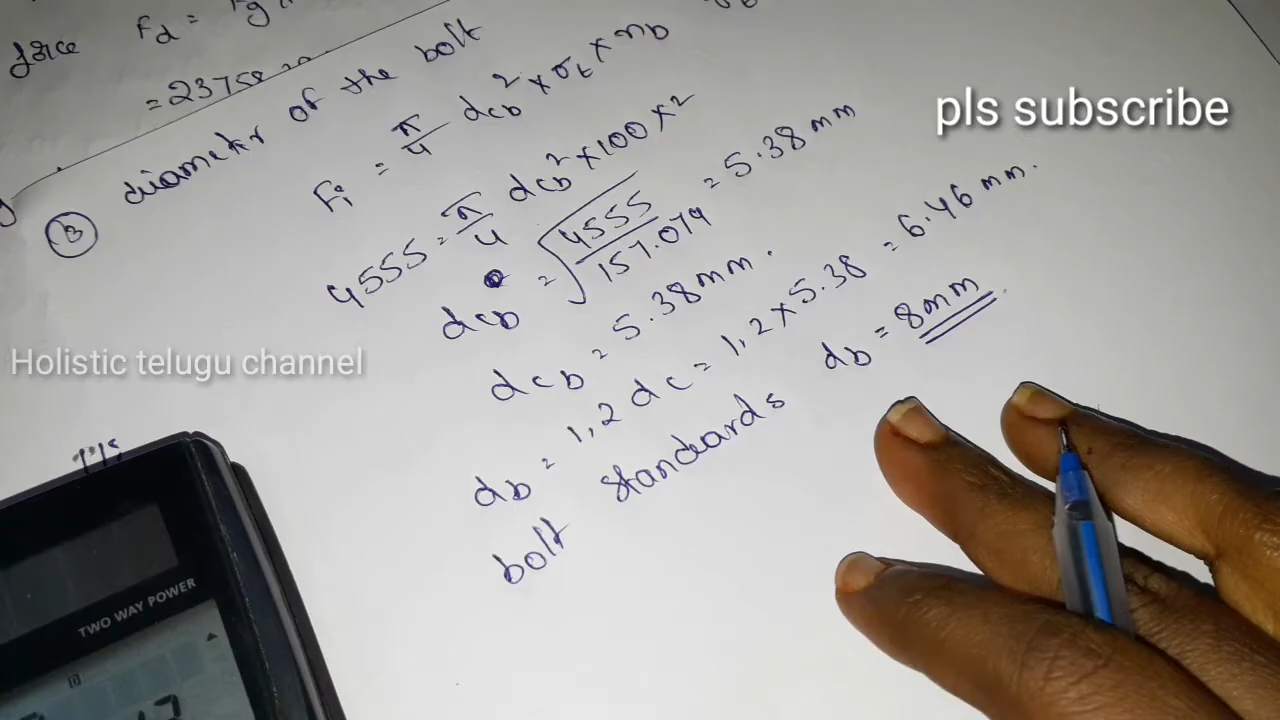 force Fd = Fg
= 23758
③ diameter of the bolt
Fi = π/4 dcb² × σt × nb
4555 = π/4 dcb² × 100 × 2
dcb = √4555/157.079 = 5.38 mm
dcb = 5.38 mm.
db = 1,2 dc = 1,2 × 5.38 = 6.46 mm.
bolt standards db = 8mm
pls subscribe
Holistic telugu channel
TWO WAY POWER